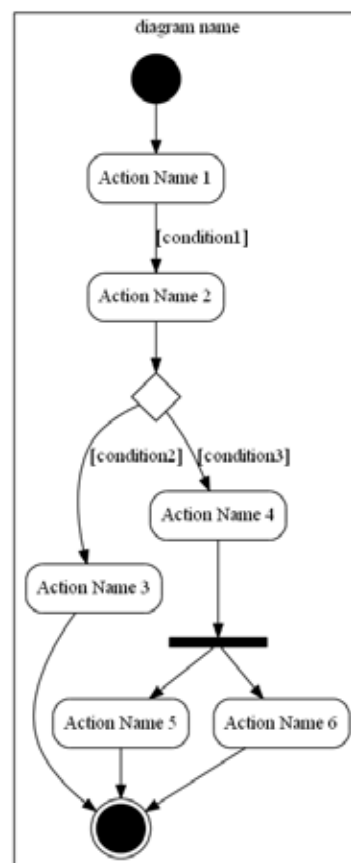 diagram name
Action Name 1
[condition1]
Action Name 2
[condition2]
[condition3]
Action Name 4
Action Name 3
Action Name 5
Action Name 6